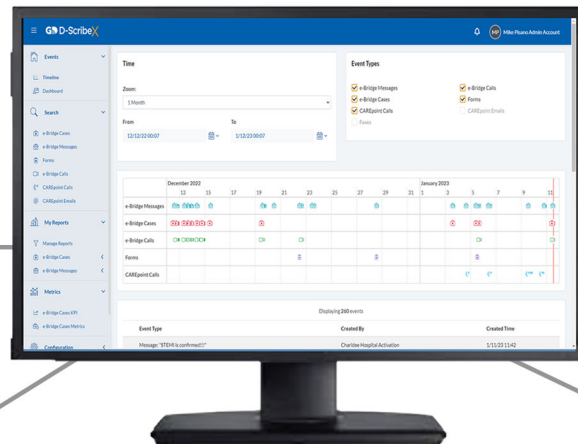 GD D-ScribeX
MP Mike Pisano Admin Account
Events
Timeline
Dashboard
Search
e-Bridge Cases
e-Bridge Messages
Forms
e-Bridge Calls
CAREpoint Calls
CAREpoint Emails
My Reports
Manage Reports
e-Bridge Cases
e-Bridge Messages
Metrics
e-Bridge Cases KPI
e-Bridge Cases Metrics
Configuration
Time
Zoom:
1 Month
From To
12/12/22 00:07 1/12/23 00:07
Event Types
e-Bridge Messages e-Bridge Calls
e-Bridge Cases Forms
CAREpoint Calls CAREpoint Emails
Faxes
December 2022 January 2023
13 15 17 19 21 23 25 27 29 31 1 3 5 7 9 11
e-Bridge Messages
e-Bridge Cases
e-Bridge Calls
Forms
CAREpoint Calls
Displaying 260 events
Event Type Created By Created Time
Message: "STEMI is confirmed!!!" Charidee Hospital Activation 1/11/23 11:42